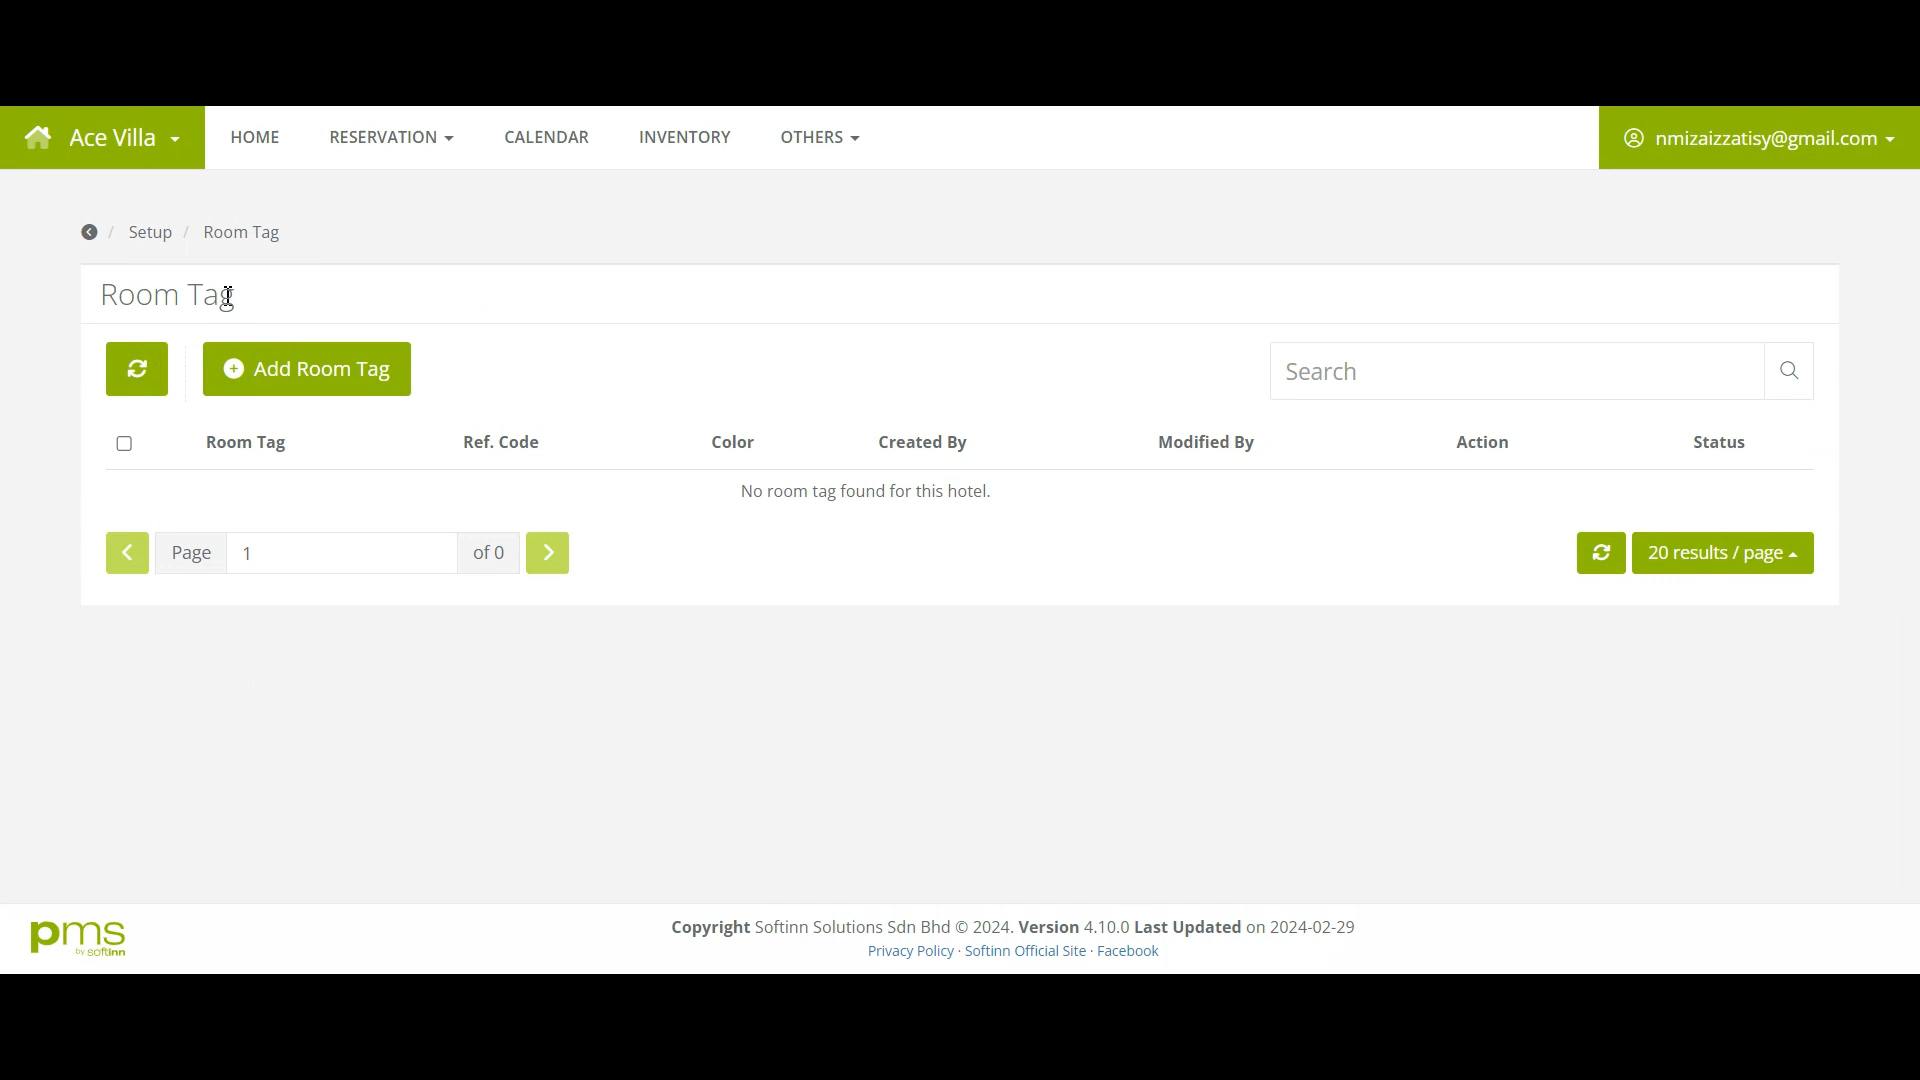 Ace Villa HOME RESERVATION CALENDAR INVENTORY OTHERS nmizaizzatisy@gmail.com
/ Setup / Room Tag
Room Tag
Add Room Tag Search
Room Tag Ref. Code Color Created By Modified By Action Status
No room tag found for this hotel.
Page 1 of 0 20 results / page
pms by softinn
Copyright Softinn Solutions Sdn Bhd © 2024. Version 4.10.0 Last Updated on 2024-02-29
Privacy Policy · Softinn Official Site · Facebook